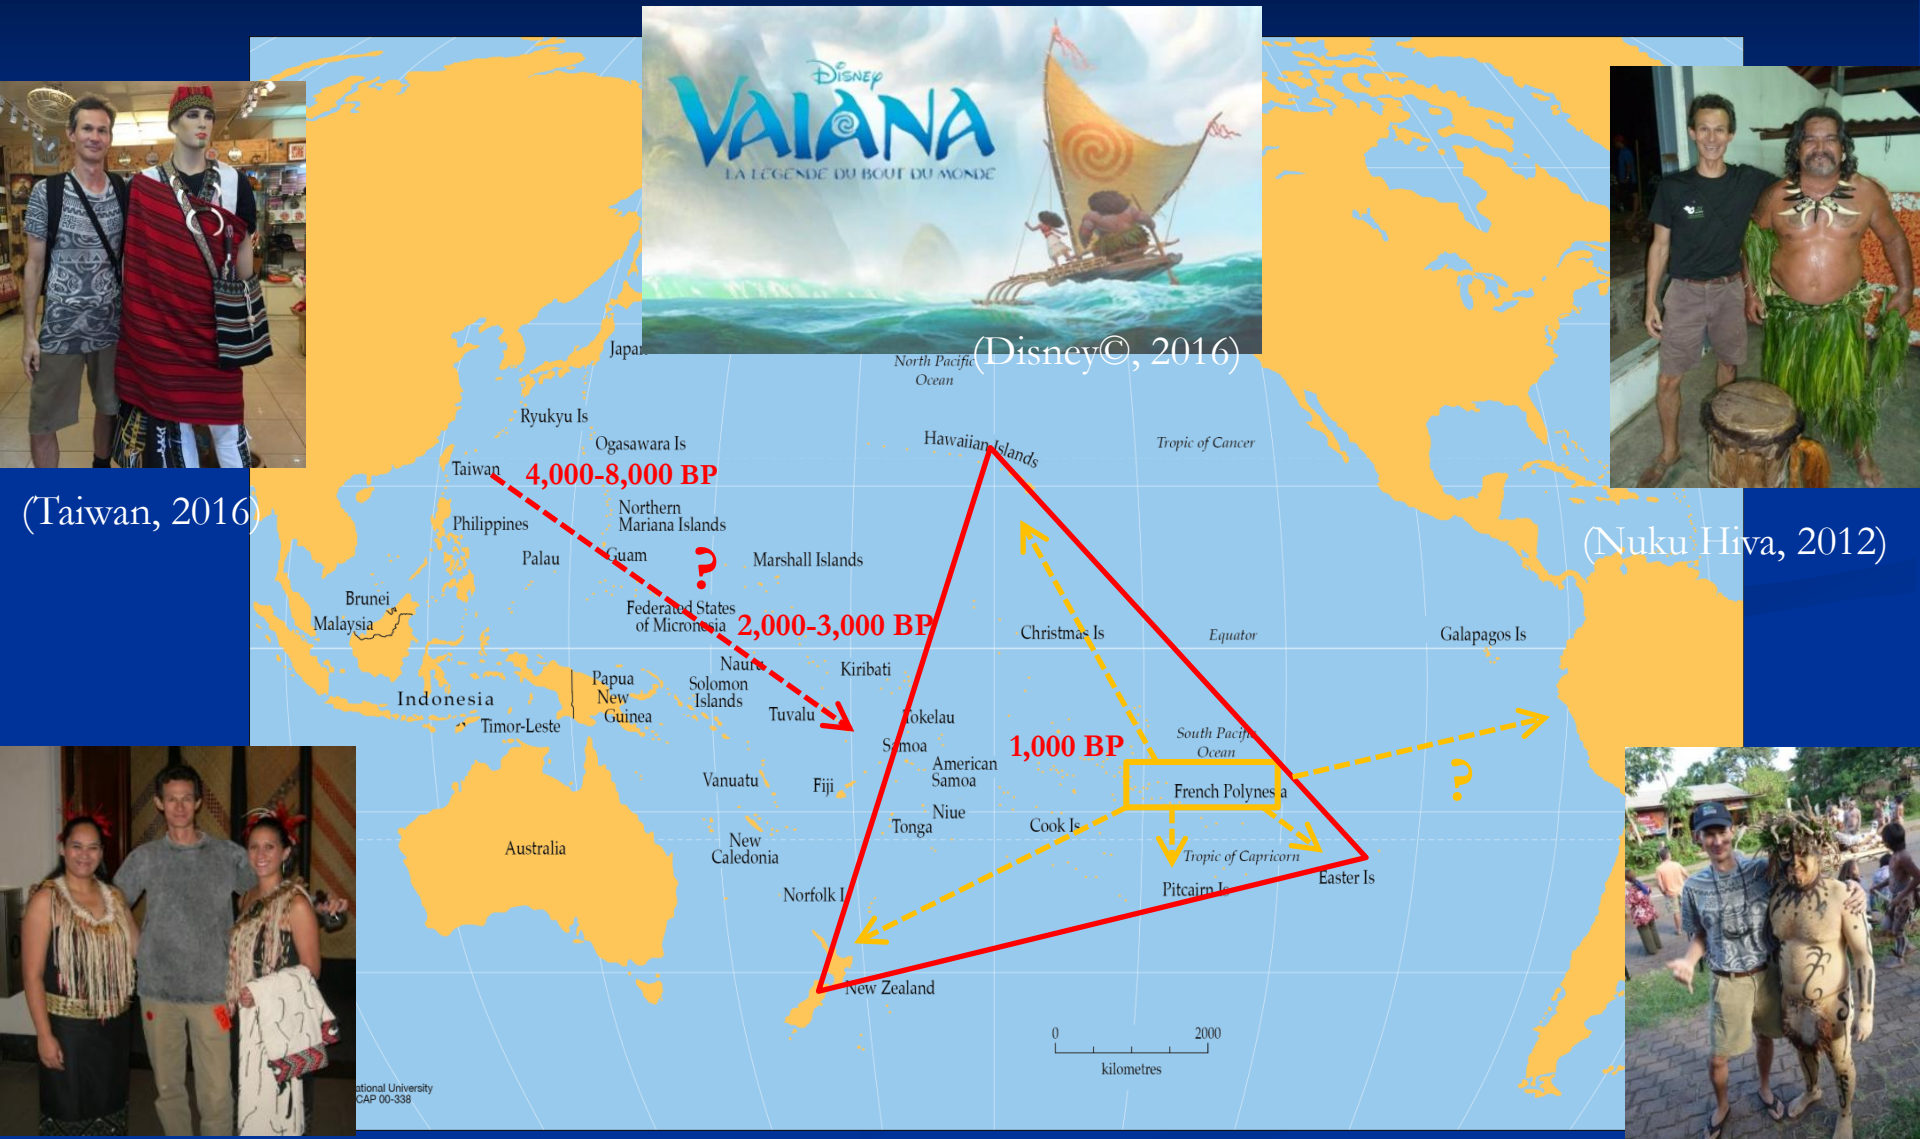 DISNEY
VAIANA
LA LÉGENDE DU BOUT DU MONDE
(Disney©, 2016)
Japan
North Pacific
Ocean
Ryukyu Is
Ogasawara Is
Hawaiian Islands
Tropic of Cancer
Taiwan
4,000-8,000 BP
(Taiwan, 2016)
Northern
Mariana Islands
Philippines
(Nuku Hiva, 2012)
Palau
Guam
?
Marshall Islands
Brunei
Malaysia
Federated States
of Micronesia
2,000-3,000 BP
Christmas Is
Equator
Galapagos Is
Nauru
Kiribati
Papua
New
Guinea
Solomon
Islands
Indonesia
Timor-Leste
Tuvalu
Tokelau
Samoa
1,000 BP
South Pacific
Ocean
American
Samoa
Vanuatu
Fiji
French Polynesia
?
Niue
Tonga
Cook Is
New
Caledonia
Australia
Tropic of Capricorn
Easter Is
Pitcairn Is
Norfolk I
New Zealand
0 2000
kilometres
ational University
CAP 00-338